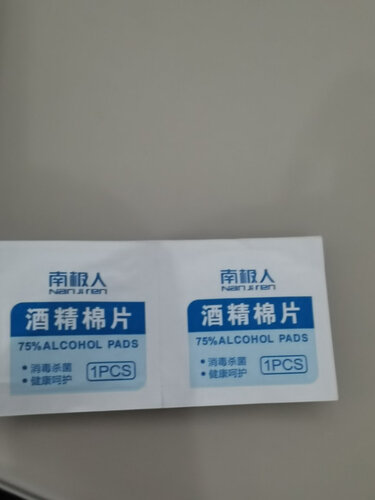 南极人
Nanjiren
酒精棉片
75%ALCOHOL PADS
•消毒杀菌
•健康呵护
1PCS
南极人
Nanjiren
酒精棉片
75%ALCOHOL PADS
•消毒杀菌
•健康呵护
1PCS